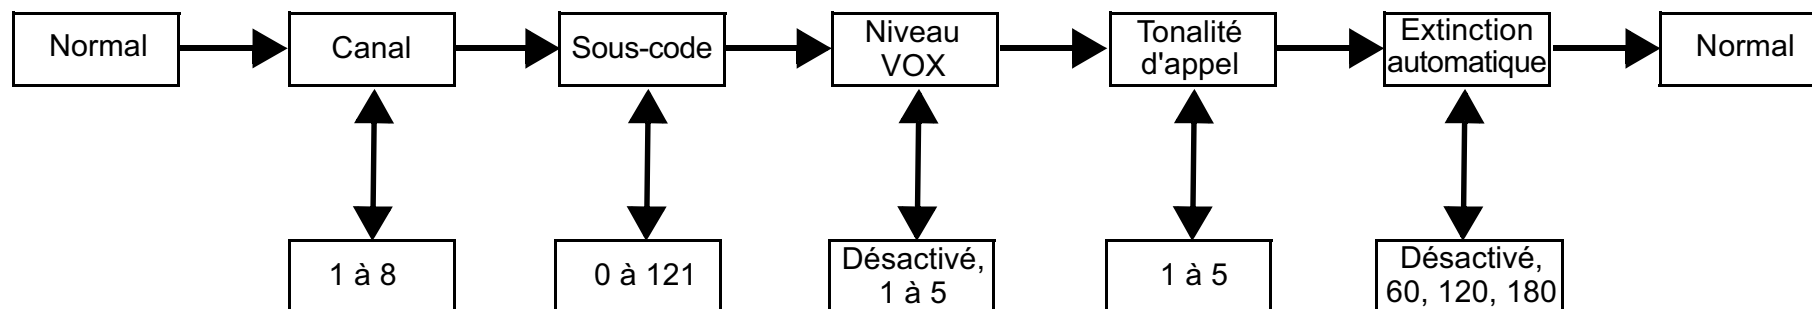 Normal
Canal
Sous-code
Niveau
VOX
Tonalité
d'appel
Extinction
automatique
Normal
1 à 8
0 à 121
Désactivé,
1 à 5
1 à 5
Désactivé,
60, 120, 180